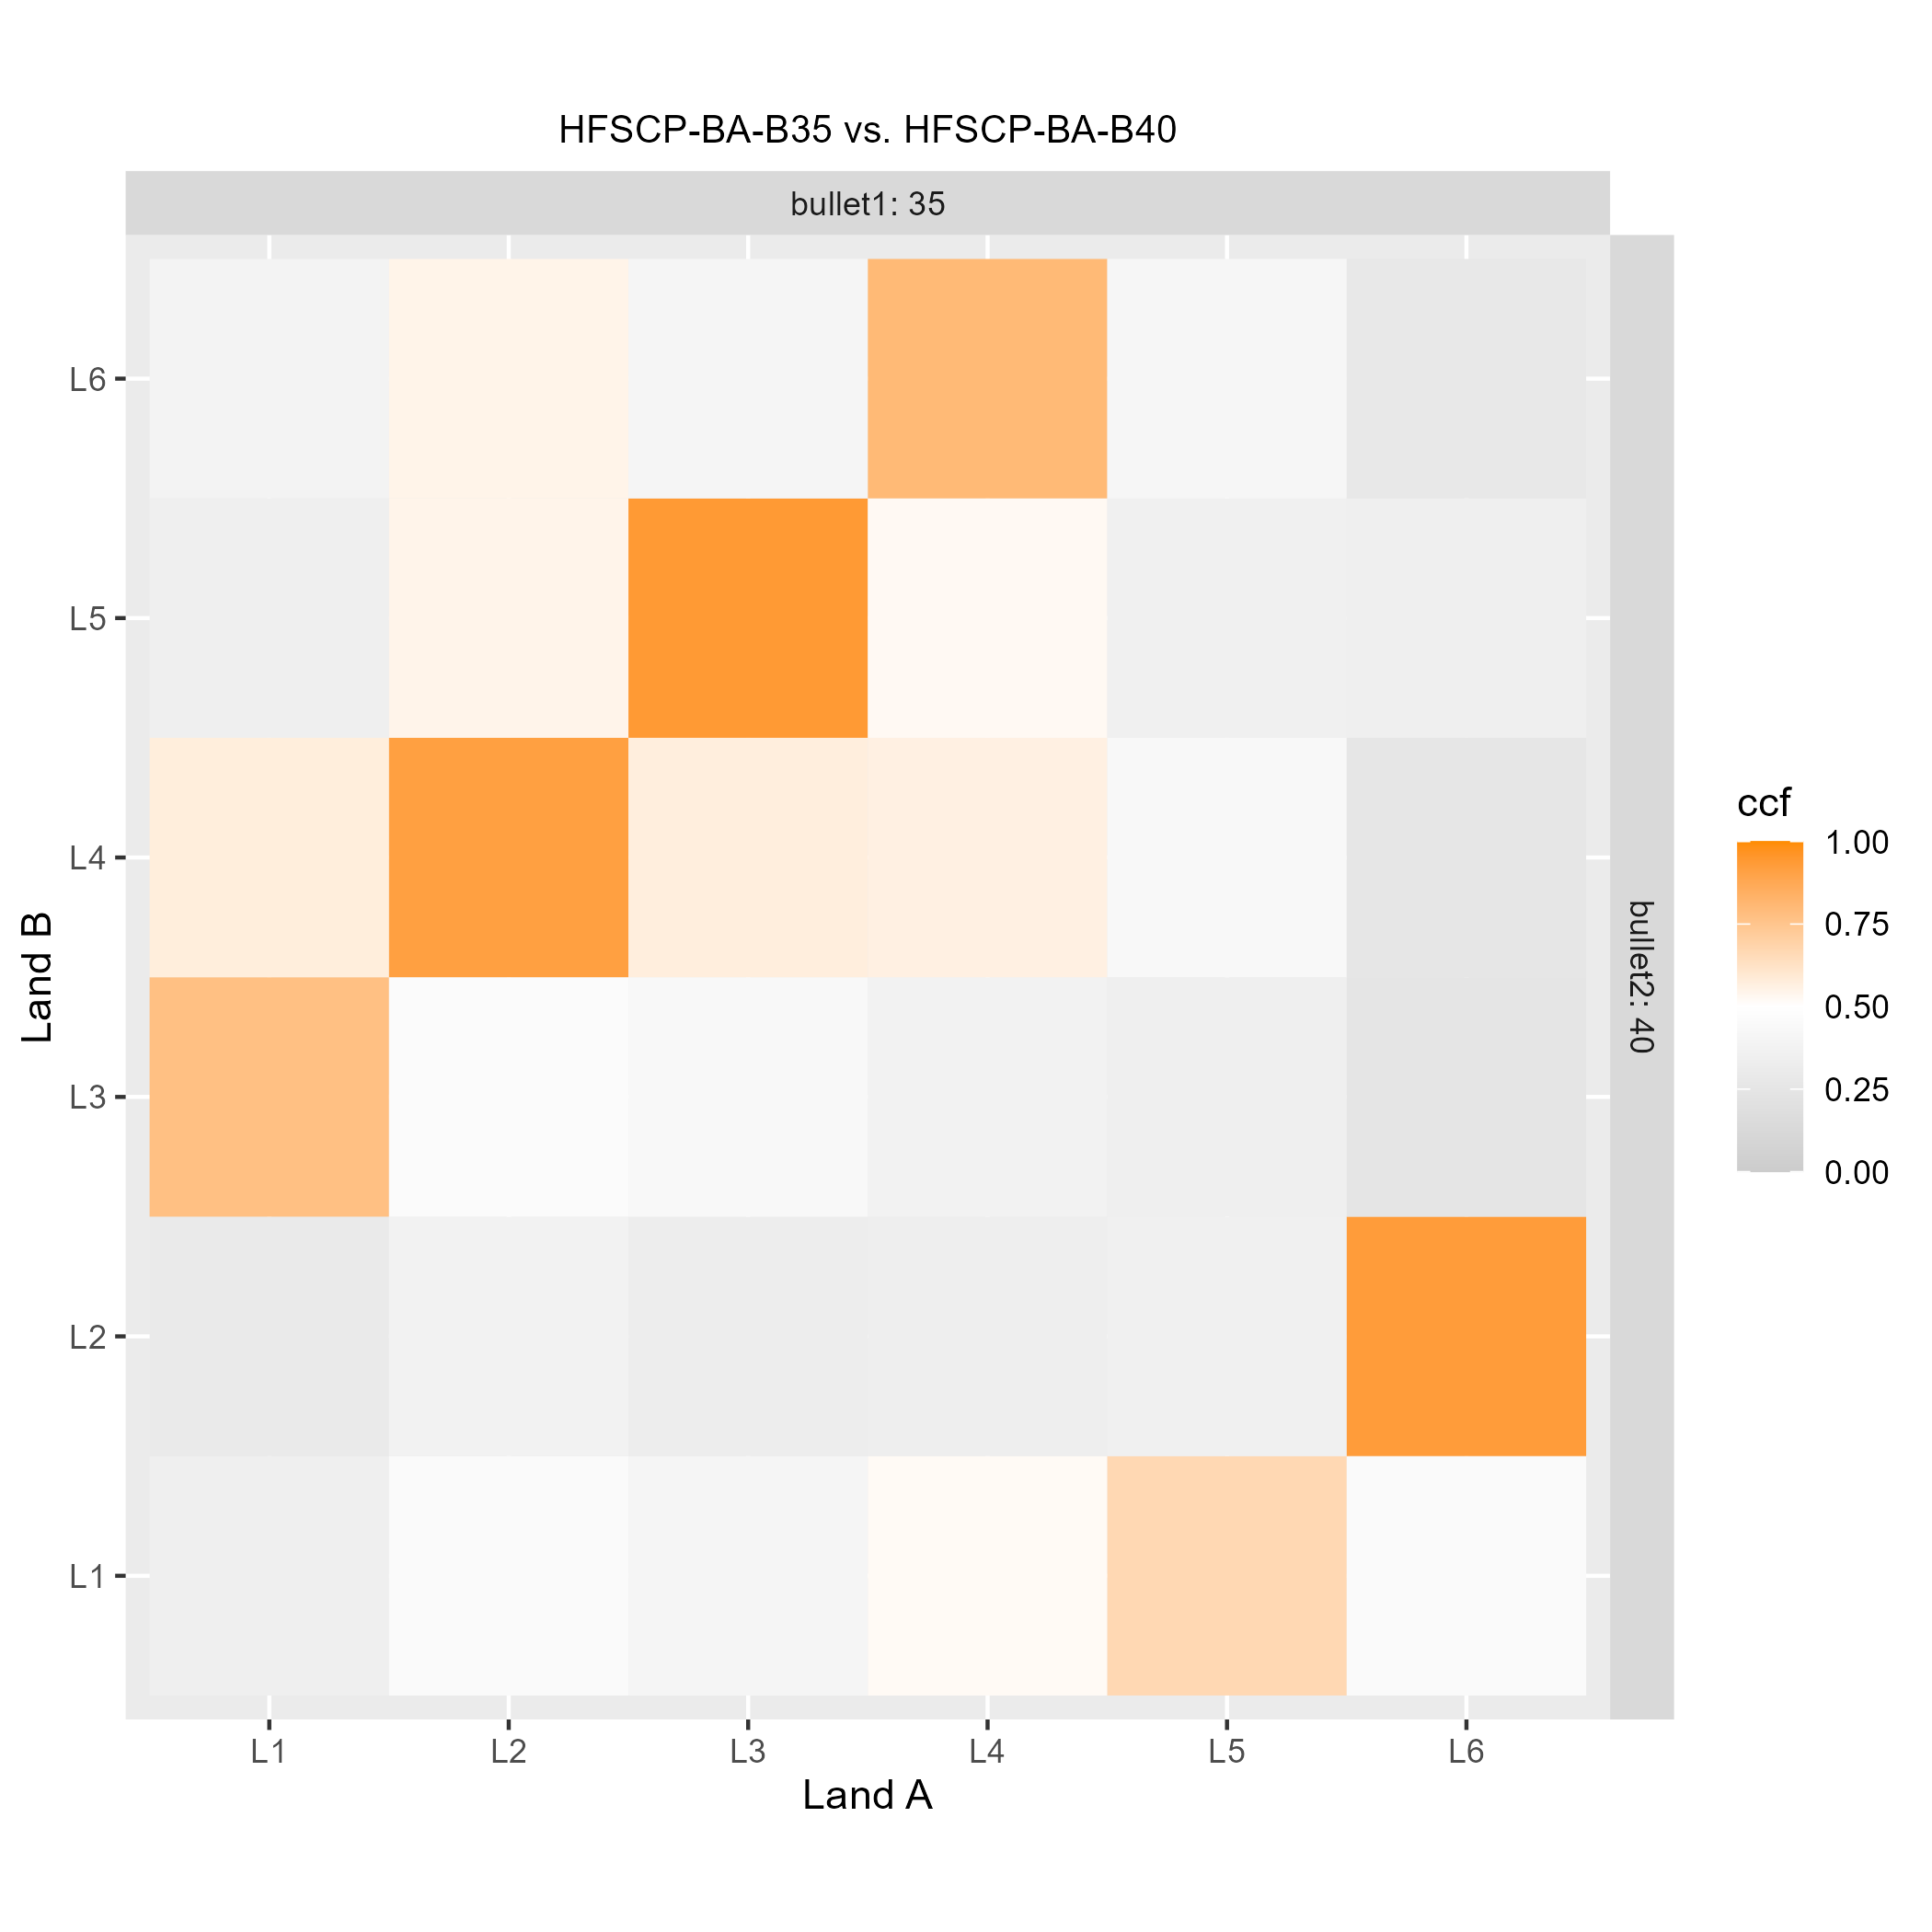 HFSCP-BA-B35 vs. HFSCP-BA-B40
bullet1: 35
L6
L5
L4
L3
L2
L1
Land B
L1 L2 L3 L4 L5 L6
Land A
bullet2: 40
ccf
1.00
0.75
0.50
0.25
0.00